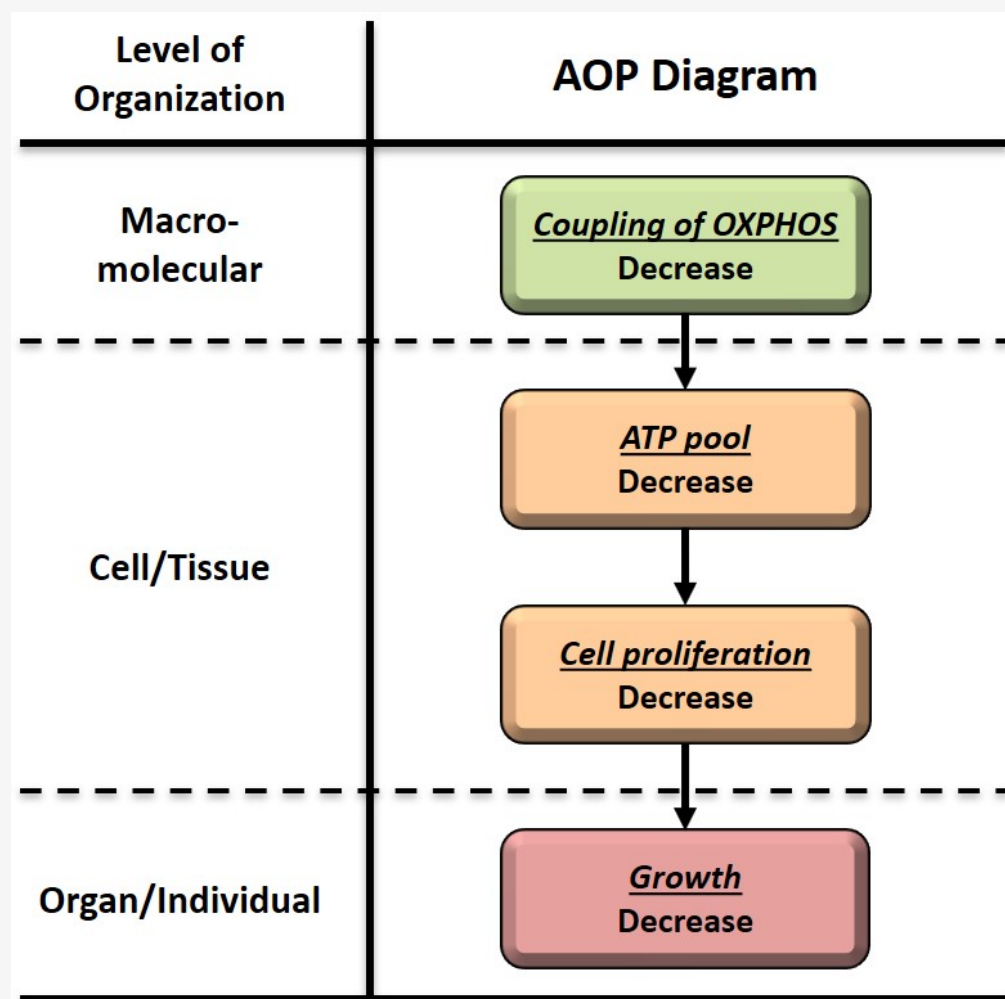 Level of
Organization
AOP Diagram
Macro-
molecular
Coupling of OXPHOS
Decrease
Cell/Tissue
ATP pool
Decrease
Cell proliferation
Decrease
Organ/Individual
Growth
Decrease